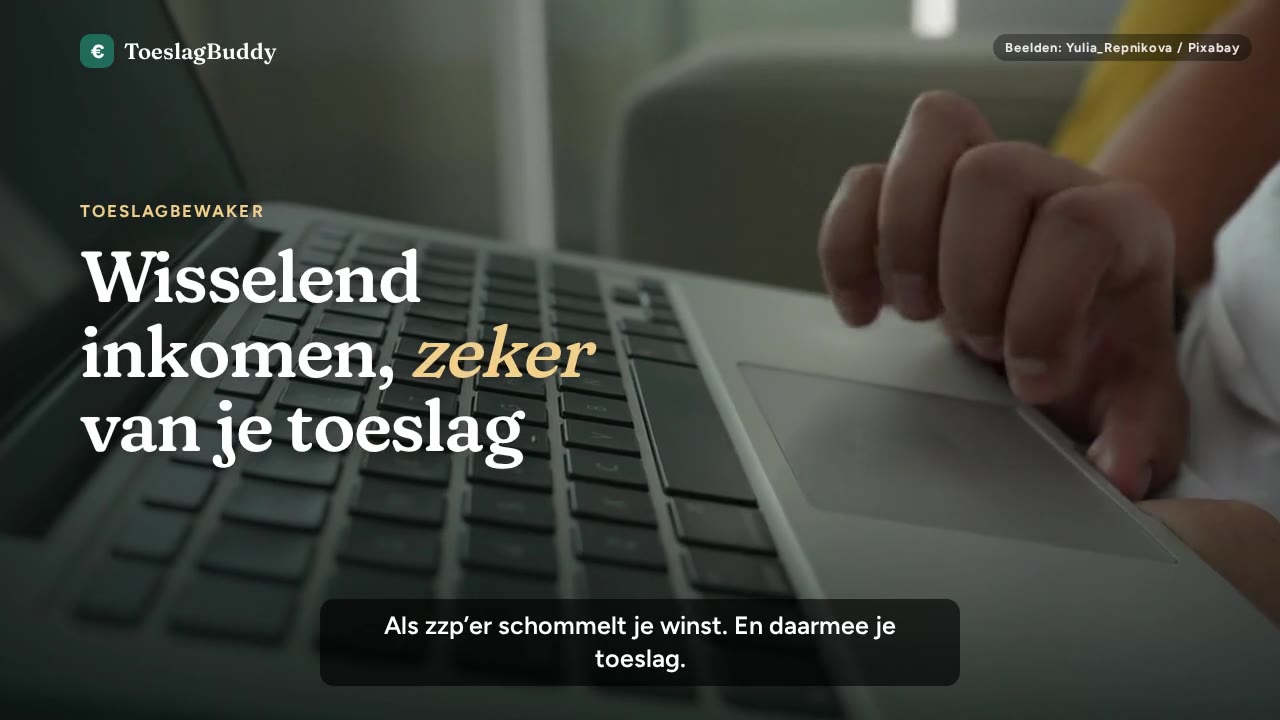 € ToeslagBuddy
Beelden: Yulia_Repnikova / Pixabay
TOESLAGBEWAKER
Wisselend
inkomen, zeker
van je toeslag
Als zzp’er schommelt je winst. En daarmee je
toeslag.